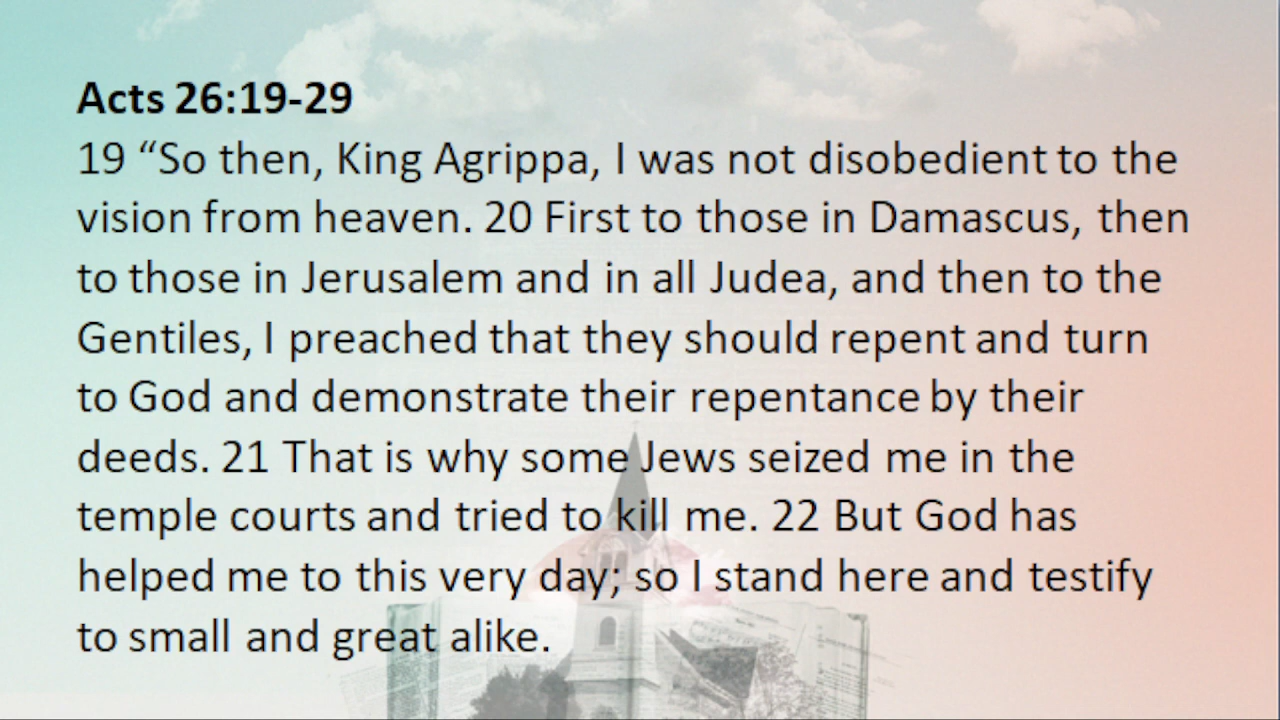 Acts 26:19-29
19 “So then, King Agrippa, I was not disobedient to the
vision from heaven. 20 First to those in Damascus, then
to those in Jerusalem and in all Judea, and then to the
Gentiles, I preached that they should repent and turn
to God and demonstrate their repentance by their
deeds. 21 That is why some Jews seized me in the
temple courts and tried to kill me. 22 But God has
helped me to this very day; so I stand here and testify
to small and great alike.